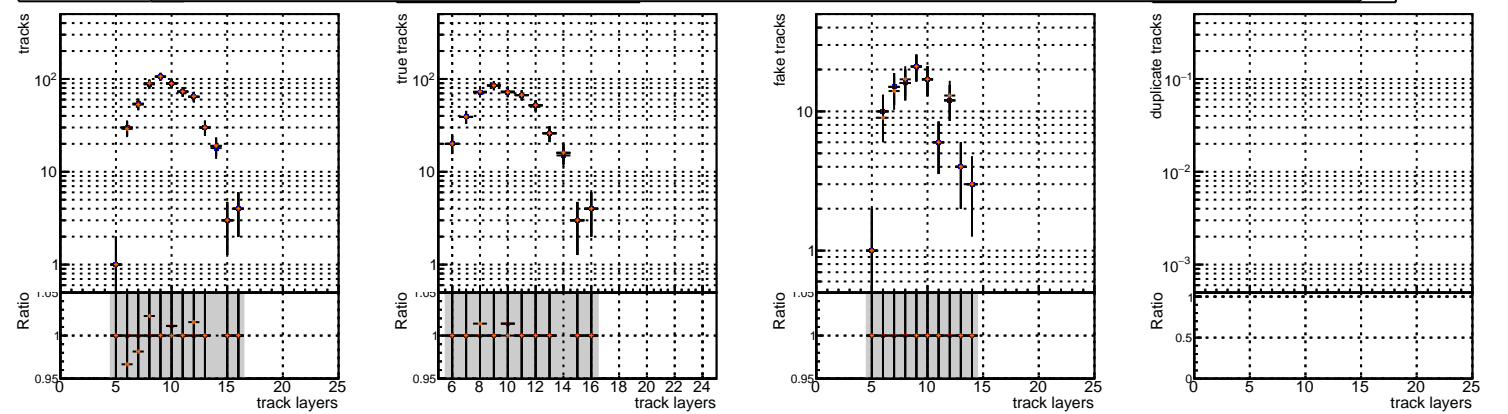 tracks
10²
10
1
Ratio
1.05
1
0.95
0 5 10 15 20 25
track layers
true tracks
10²
10
1
Ratio
1.05
1
0.95
6 8 10 12 14 16 18 20 22 24
track layers
fake tracks
10
1
Ratio
1.05
1
0.95
0 5 10 15 20 25
track layers
duplicate tracks
10⁻¹
10⁻²
10⁻³
Ratio
1
0.5
0
0 5 10 15 20 25
track layers